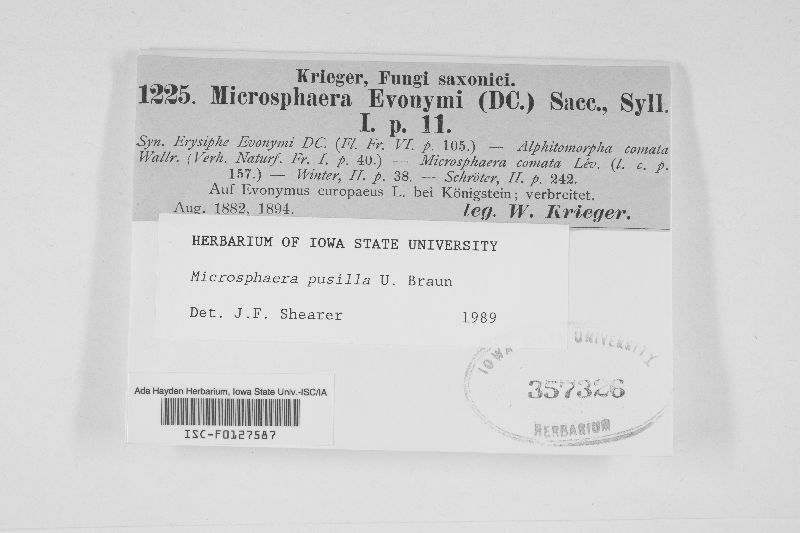 Krieger, Fungi saxonici.
1225. Microsphaera Evonymi (DC.) Sacc., Syll.
I. p. 11.
Syn. Erysiphe Evonymi DC. (Fl. Fr. VI. p. 105.) — Alphitomorpha comata
Wallr. (Verh. Naturf. Fr. I. p. 40.) — Microsphaera comata Lév. (l. c. p.
157.) — Winter, II. p. 38. — Schröter, II. p. 242.
Auf Evonymus europaeus L. bei Königstein; verbreitet.
Aug. 1882, 1894. leg. W. Krieger.
HERBARIUM OF IOWA STATE UNIVERSITY
Microsphaera pusilla U. Braun
Det. J.F. Shearer 1989
IOWA UNIVERSITY
357326
HERBARIUM
Ada Hayden Herbarium, Iowa State Univ.-ISC/IA
ISC-F0127587